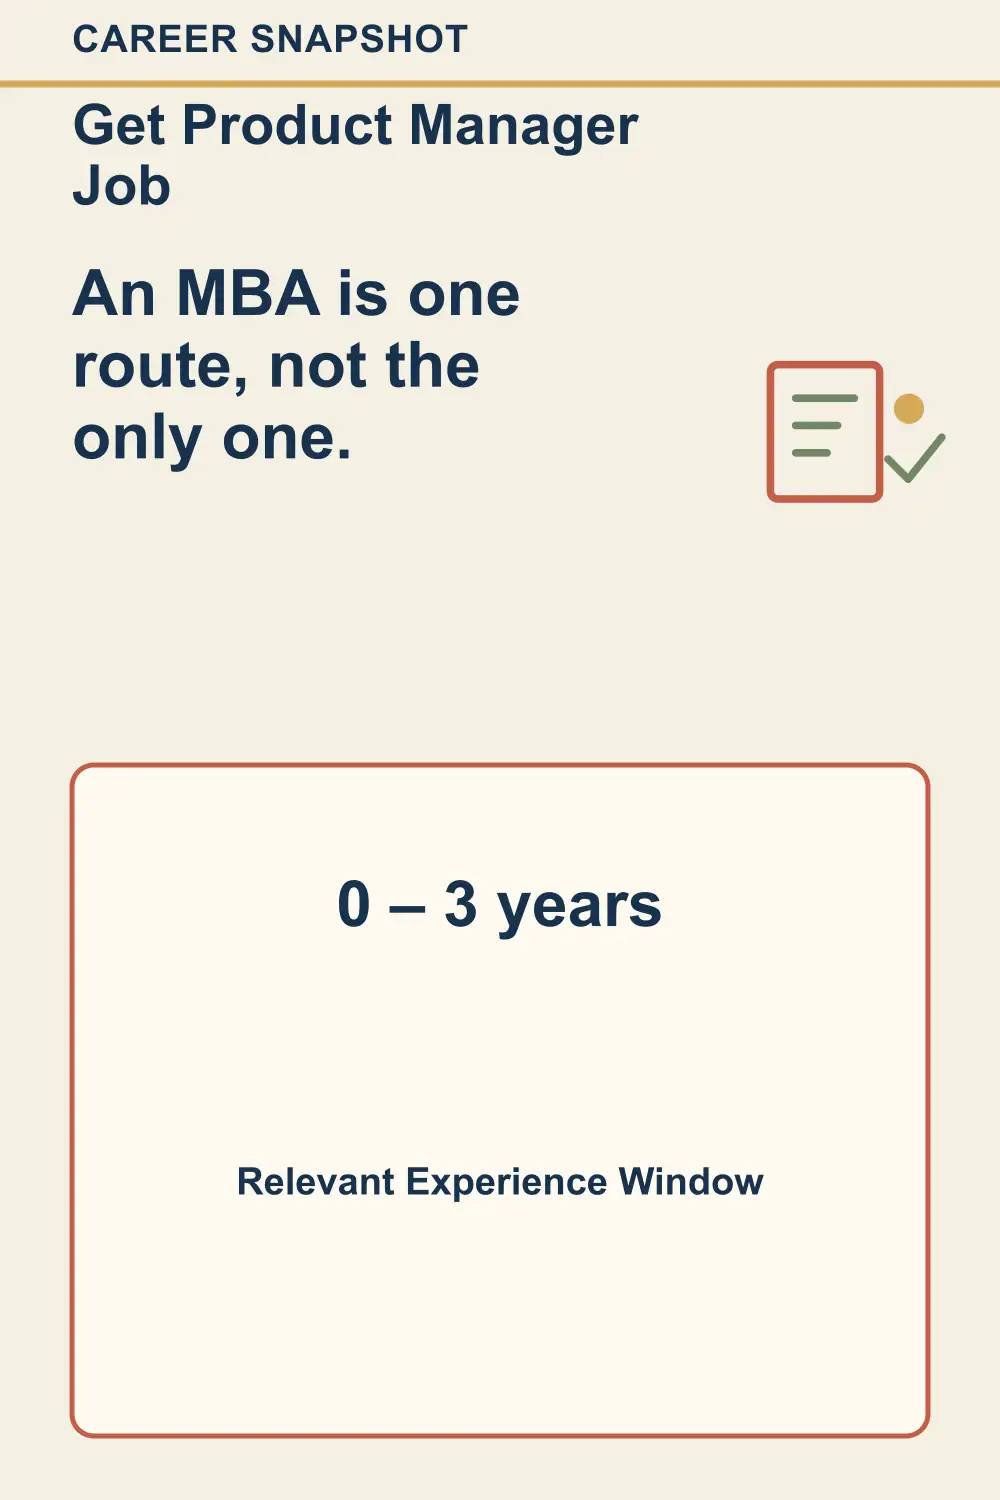 CAREER SNAPSHOT
Get Product Manager
Job
An MBA is one
route, not the
only one.
0 – 3 years
Relevant Experience Window